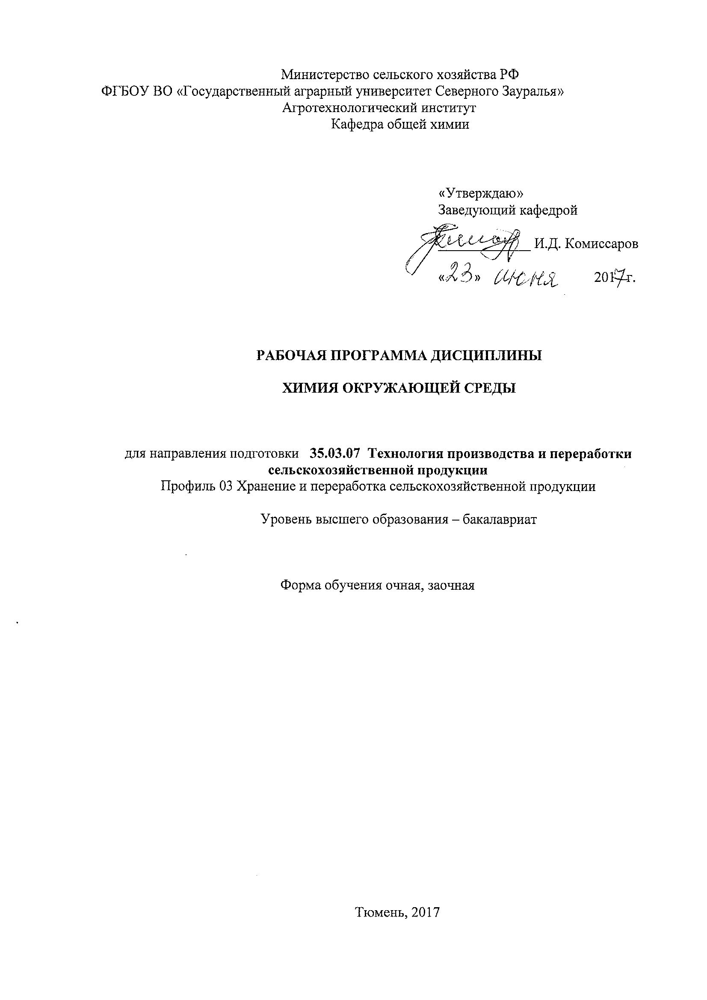 Министерство сельского хозяйства РФ
ФГБОУ ВО «Государственный аграрный университет Северного Зауралья»
Агротехнологический институт
Кафедра общей химии
«Утверждаю»
Заведующий кафедрой
И.Д. Комиссаров
«23» июня 2017г.
РАБОЧАЯ ПРОГРАММА ДИСЦИПЛИНЫ
ХИМИЯ ОКРУЖАЮЩЕЙ СРЕДЫ
для направления подготовки 35.03.07 Технология производства и переработки
сельскохозяйственной продукции
Профиль 03 Хранение и переработка сельскохозяйственной продукции
Уровень высшего образования – бакалавриат
Форма обучения очная, заочная
Тюмень, 2017